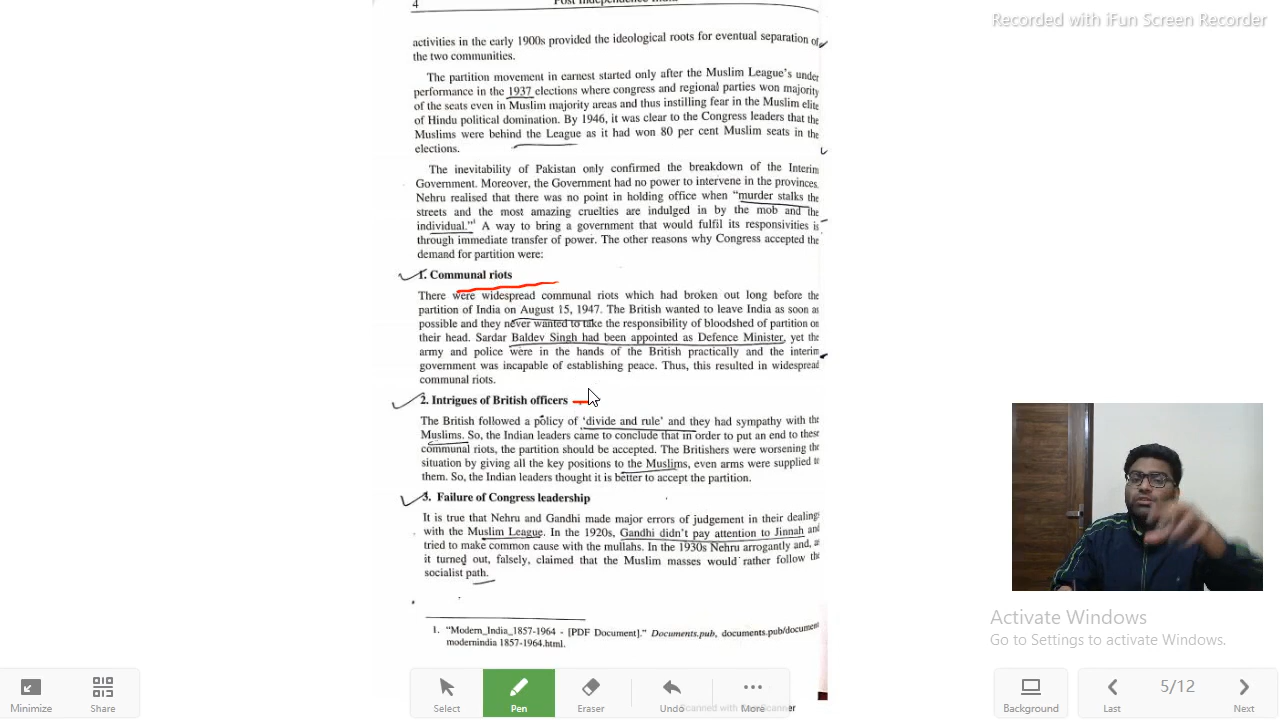 Recorded with iFun Screen Recorder
4
Post Independence India
activities in the early 1900s provided the ideological roots for eventual separation of
the two communities.
The partition movement in earnest started only after the Muslim League's under
performance in the 1937 elections where congress and regional parties won majority
of the seats even in Muslim majority areas and thus instilling fear in the Muslim elite
of Hindu political domination. By 1946, it was clear to the Congress leaders that the
Muslims were behind the League as it had won 80 per cent Muslim seats in the
elections.
The inevitability of Pakistan only confirmed the breakdown of the Interim
Government. Moreover, the Government had no power to intervene in the provinces.
Nehru realised that there was no point in holding office when "murder stalks the
streets and the most amazing cruelties are indulged in by the mob and the
individual."1 A way to bring a government that would fulfil its responsivities is
through immediate transfer of power. The other reasons why Congress accepted the
demand for partition were:
1. Communal riots
There were widespread communal riots which had broken out long before the
partition of India on August 15, 1947. The British wanted to leave India as soon as
possible and they never wanted to take the responsibility of bloodshed of partition on
their head. Sardar Baldev Singh had been appointed as Defence Minister, yet the
army and police were in the hands of the British practically and the interim
government was incapable of establishing peace. Thus, this resulted in widespread
communal riots.
2. Intrigues of British officers
The British followed a policy of 'divide and rule' and they had sympathy with the
Muslims. So, the Indian leaders came to conclude that in order to put an end to these
communal riots, the partition should be accepted. The Britishers were worsening the
situation by giving all the key positions to the Muslims, even arms were supplied to
them. So, the Indian leaders thought it is better to accept the partition.
3. Failure of Congress leadership
It is true that Nehru and Gandhi made major errors of judgement in their dealings
with the Muslim League. In the 1920s, Gandhi didn't pay attention to Jinnah and
tried to make common cause with the mullahs. In the 1930s Nehru arrogantly and, as
it turned out, falsely, claimed that the Muslim masses would rather follow the
socialist path.
1. "Modern_India_1857-1964 - [PDF Document]." Documents.pub, documents.pub/document
modernindia 1857-1964.html.
Activate Windows
Go to Settings to activate Windows.
Minimize
Share
Select
Pen
Eraser
Undo
More
Background
Last
5/12
Next